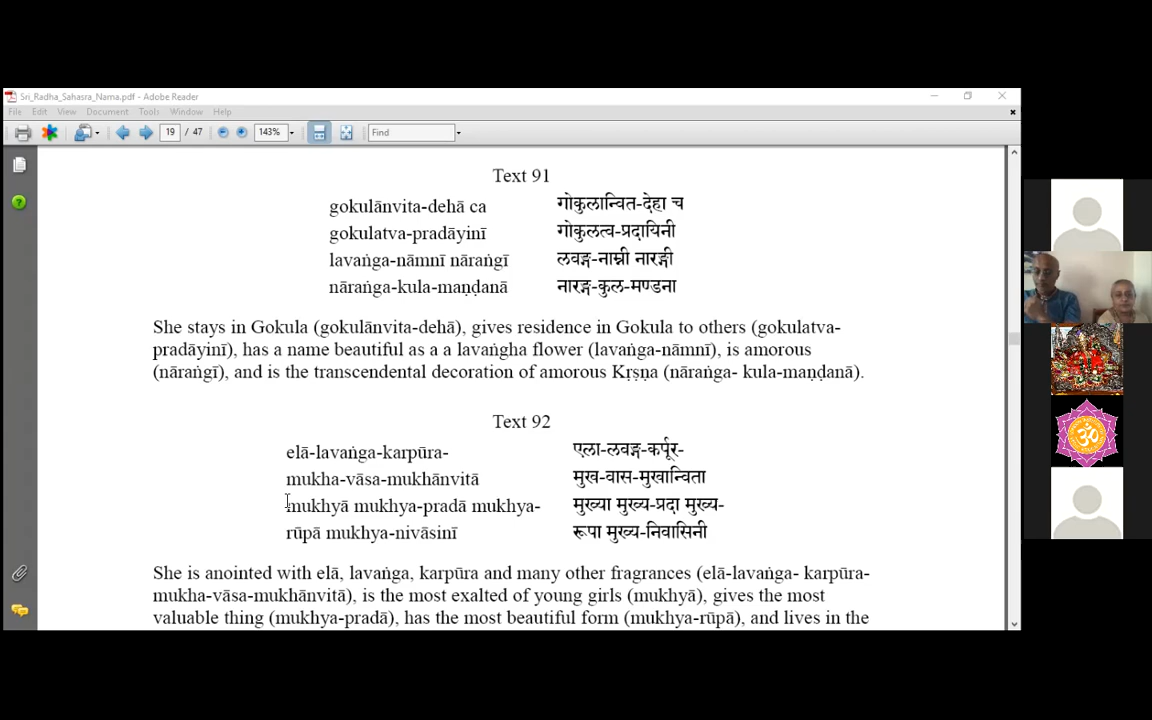 Sri_Radha_Sahasra_Nama.pdf - Adobe Reader
File Edit View Document Tools Window Help
19 / 47 143% Find
Text 91
gokulānvita-dehā ca गोकुलान्वित-देहा च
gokulatva-pradāyinī गोकुलत्व-प्रदायिनी
lavaṅga-nāmnī nāraṅgī लवङ्ग-नाम्नी नारङ्गी
nāraṅga-kula-maṇḍanā नारङ्ग-कुल-मण्डना
She stays in Gokula (gokulānvita-dehā), gives residence in Gokula to others (gokulatva-
pradāyinī), has a name beautiful as a a lavaṅgha flower (lavaṅga-nāmnī), is amorous
(nāraṅgī), and is the transcendental decoration of amorous Kṛṣṇa (nāraṅga- kula-maṇḍanā).
Text 92
elā-lavaṅga-karpūra- एला-लवङ्ग-कर्पूर-
mukha-vāsa-mukhānvitā मुख-वास-मुखान्विता
mukhyā mukhya-pradā mukhya- मुख्या मुख्य-प्रदा मुख्य-
rūpā mukhya-nivāsinī रूपा मुख्य-निवासिनी
She is anointed with elā, lavaṅga, karpūra and many other fragrances (elā-lavaṅga- karpūra-
mukha-vāsa-mukhānvitā), is the most exalted of young girls (mukhyā), gives the most
valuable thing (mukhya-pradā), has the most beautiful form (mukhya-rūpā), and lives in the
ॐ